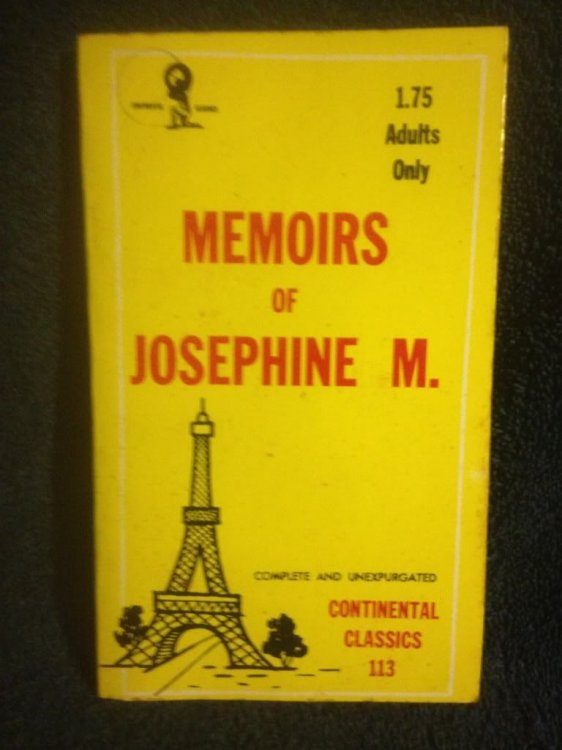 1.75
Adults
Only
MEMOIRS
OF
JOSEPHINE M.
COMPLETE AND UNEXPURGATED
CONTINENTAL
CLASSICS
113